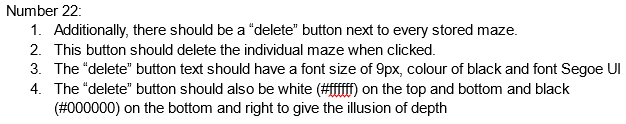 Number 22:
1. Additionally, there should be a “delete” button next to every stored maze.
2. This button should delete the individual maze when clicked.
3. The “delete” button text should have a font size of 9px, colour of black and font Segoe UI
4. The “delete” button should also be white (#ffffff) on the top and bottom and black
(#000000) on the bottom and right to give the illusion of depth